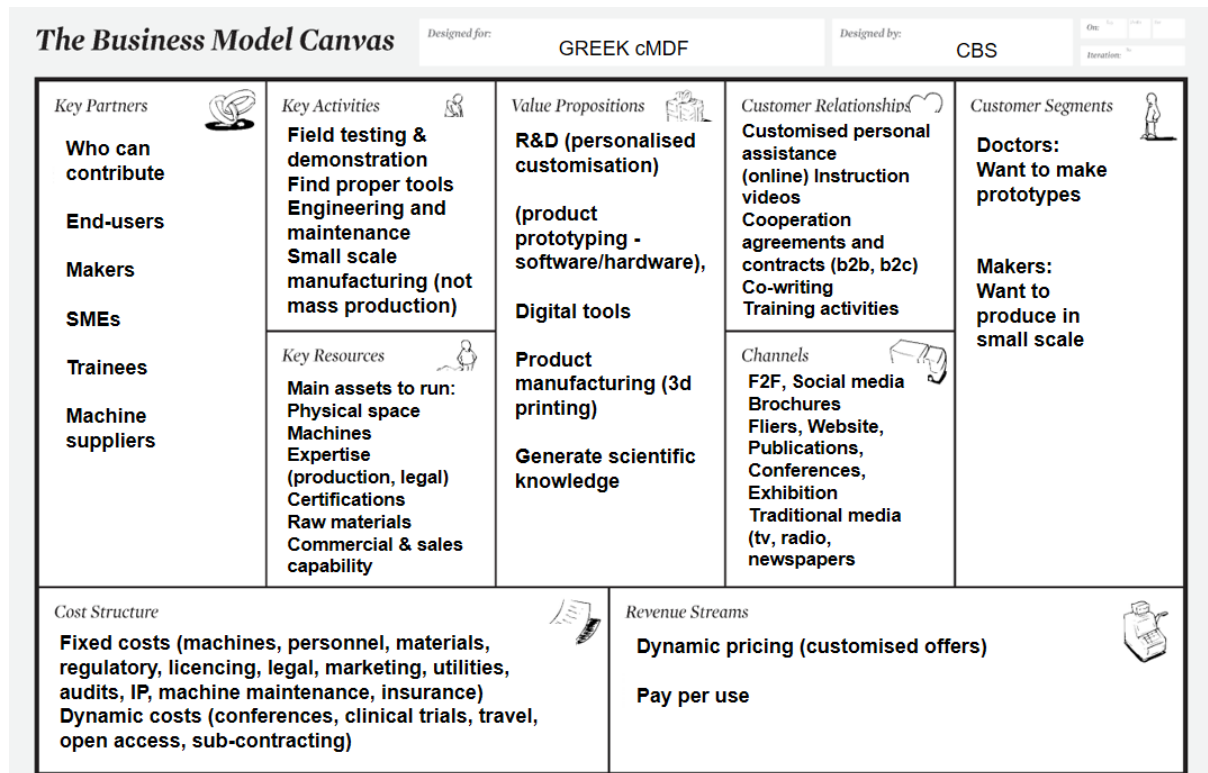 The Business Model Canvas
Designed for:
GREEK cMDF
Designed by:
CBS
On:
Iteration:
Key Partners
Who can
contribute
End-users
Makers
SMEs
Trainees
Machine
suppliers
Key Activities
Field testing &
demonstration
Find proper tools
Engineering and
maintenance
Small scale
manufacturing (not
mass production)
Key Resources
Main assets to run:
Physical space
Machines
Expertise
(production, legal)
Certifications
Raw materials
Commercial & sales
capability
Value Propositions
R&D (personalised
customisation)
(product
prototyping -
software/hardware),
Digital tools
Product
manufacturing (3d
printing)
Generate scientific
knowledge
Customer Relationships
Customised personal
assistance
(online) Instruction
videos
Cooperation
agreements and
contracts (b2b, b2c)
Co-writing
Training activities
Channels
F2F, Social media
Brochures
Fliers, Website,
Publications,
Conferences,
Exhibition
Traditional media
(tv, radio,
newspapers
Customer Segments
Doctors:
Want to make
prototypes
Makers:
Want to
produce in
small scale
Cost Structure
Fixed costs (machines, personnel, materials,
regulatory, licencing, legal, marketing, utilities,
audits, IP, machine maintenance, insurance)
Dynamic costs (conferences, clinical trials, travel,
open access, sub-contracting)
Revenue Streams
Dynamic pricing (customised offers)
Pay per use